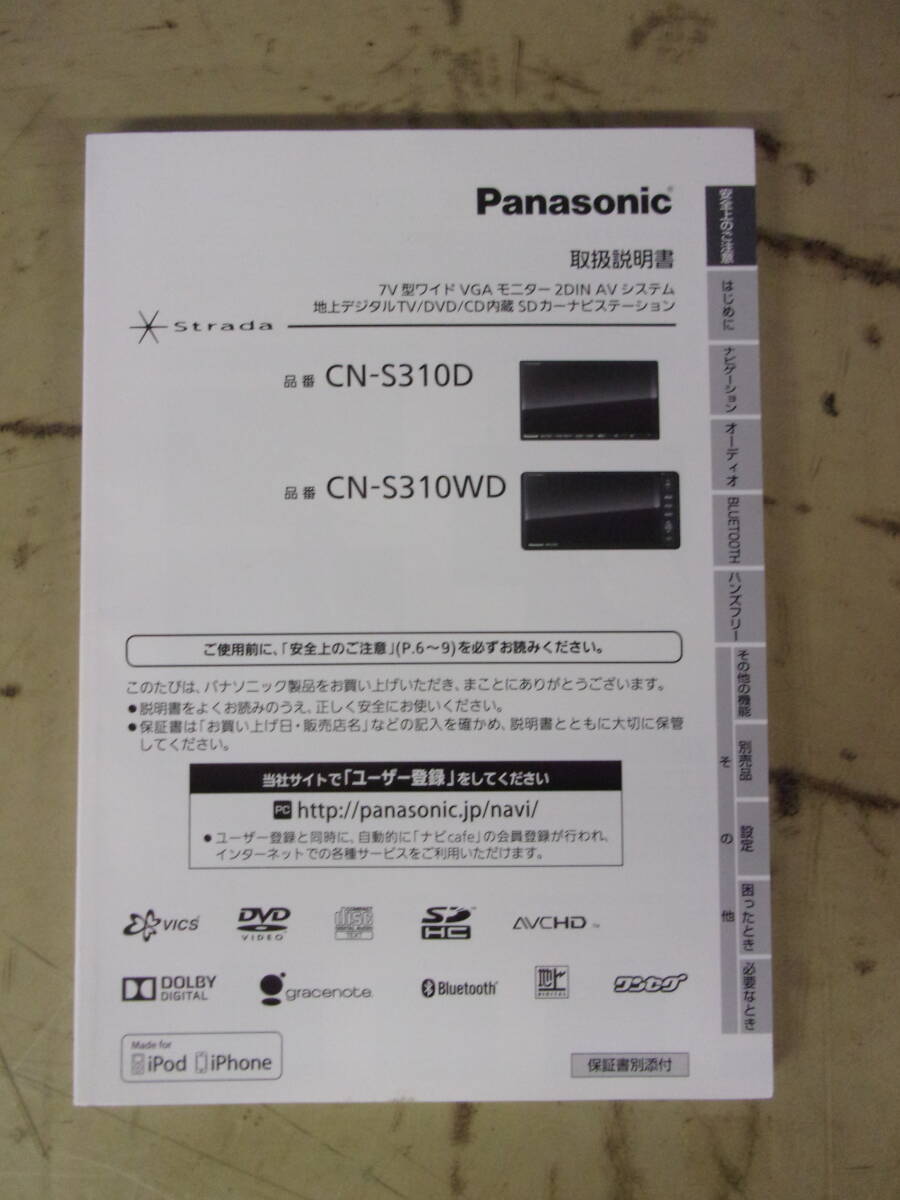 Panasonic
取扱説明書
7V型ワイド VGA モニター 2DIN AV システム
地上デジタルTV/DVD/CD内蔵 SDカーナビステーション
Strada
品番 CN-S310D
品番 CN-S310WD
ご使用前に、「安全上のご注意」(P.6～9)を必ずお読みください。
このたびは、パナソニック製品をお買い上げいただき、まことにありがとうございます。
●説明書をよくお読みのうえ、正しく安全にお使いください。
●保証書は「お買い上げ日・販売店名」などの記入を確かめ、説明書とともに大切に保管
してください。
当社サイトで「ユーザー登録」をしてください
PC http://panasonic.jp/navi/
●ユーザー登録と同時に、自動的に「ナビcafe」の会員登録が行われ、
インターネットでの各種サービスをご利用いただけます。
VICS
DVD
VIDEO
COMPACT
disc
DIGITAL AUDIO
TEXT
SD
HC
AVCHD
DOLBY
DIGITAL
gracenote.
Bluetooth
地上
DIGITAL
ワンセグ
Made for
iPod iPhone
保証書別添付
安全上のご注意
はじめに
ナビゲーション
オーディオ
BLUETOOTH
ハンズフリー
その他の機能
別売品
設定
困ったとき
必要なとき
その他